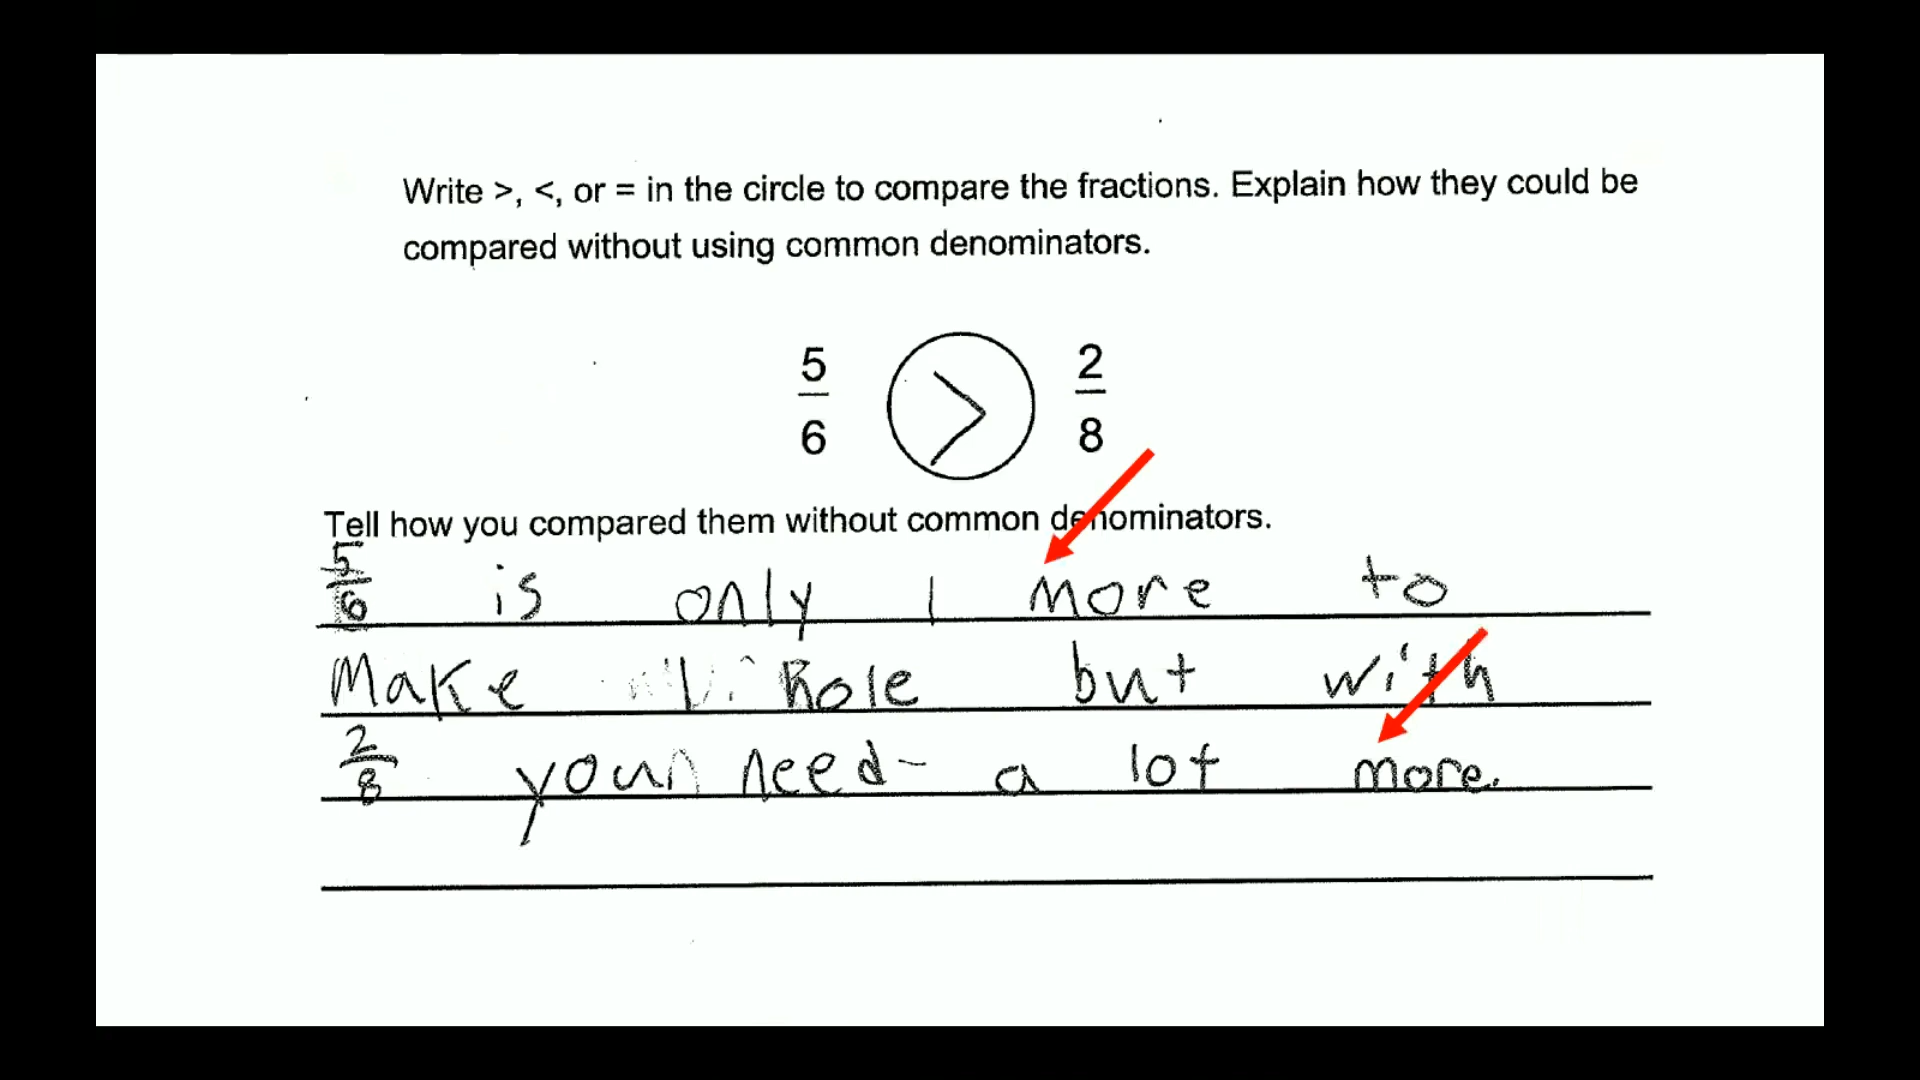 Write >, <, or = in the circle to compare the fractions. Explain how they could be
compared without using common denominators.
5/6 > 2/8
Tell how you compared them without common denominators.
5/6 is only 1 more to
Make Role but with
2/8 your need a lot more.